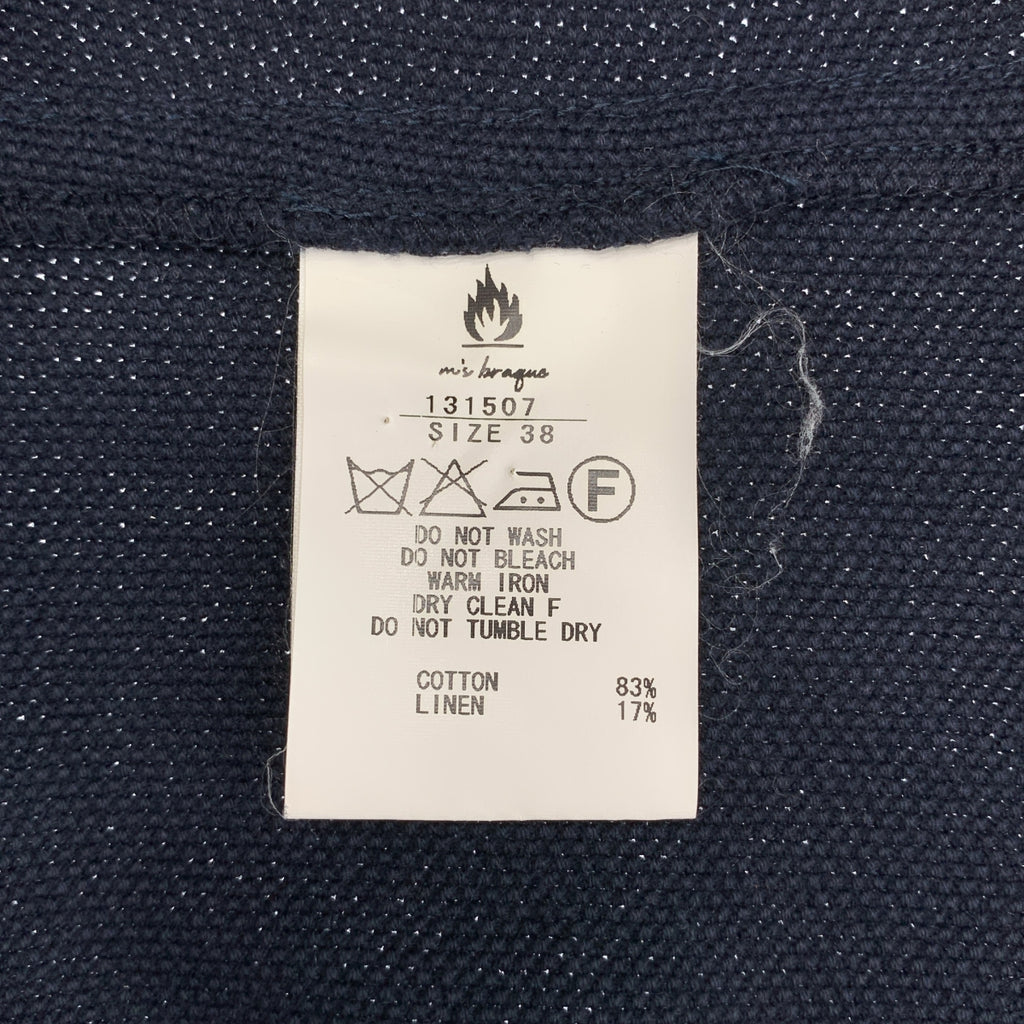 m's braque
131507
SIZE 38
F
DO NOT WASH
DO NOT BLEACH
WARM IRON
DRY CLEAN F
DO NOT TUMBLE DRY
COTTON 83%
LINEN 17%